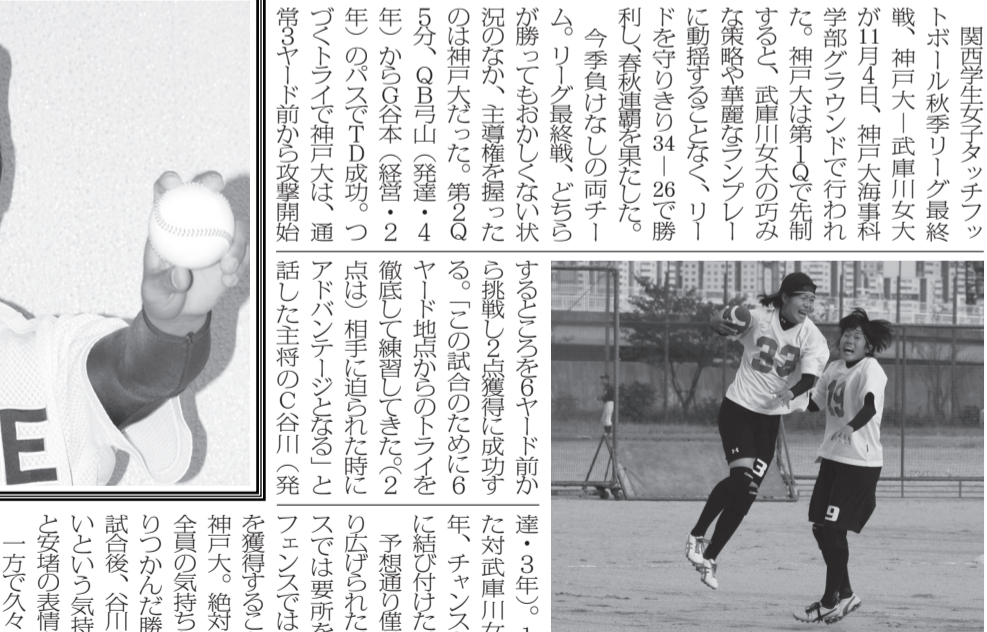 関西学生女子タッチフッ
トボール秋季リーグ最終
戦、神戸大―武庫川女大
が11月4日、神戸大海事科
学部グラウンドで行われ
た。神戸大は第1Qで先制
すると、武庫川女大の巧み
な策略や華麗なランプレー
に動揺することなく、リー
ドを守りきり34―26で勝
利し、春秋連覇を果たした。
今季負けなしの両チー
ム。リーグ最終戦、どちら
が勝ってもおかしくない状
況のなか、主導権を握った
のは神戸大だった。第2Q
5分、QB弓山（発達・4
年）からG谷本（経営・2
年）のパスでTD成功。つ
づくトライで神戸大は、通
常3ヤード前から攻撃開始
するところを6ヤード前か
ら挑戦し2点獲得に成功す
る。「この試合のために6
ヤード地点からのトライを
徹底して練習してきた。（2
点は）相手に迫られた時に
アドバンテージとなる」と
話した主将のC谷川（発
達・3年）。
た対武庫川女
年、チャンス
に結び付けた
予想通り僅
り広げられた
スでは要所を
フェンスでは
を獲得するこ
神戸大。絶対
全員の気持ち
りつかんだ勝
試合後、谷川
いという気持
と安堵の表情
一方で久々
E
33
3
19
9